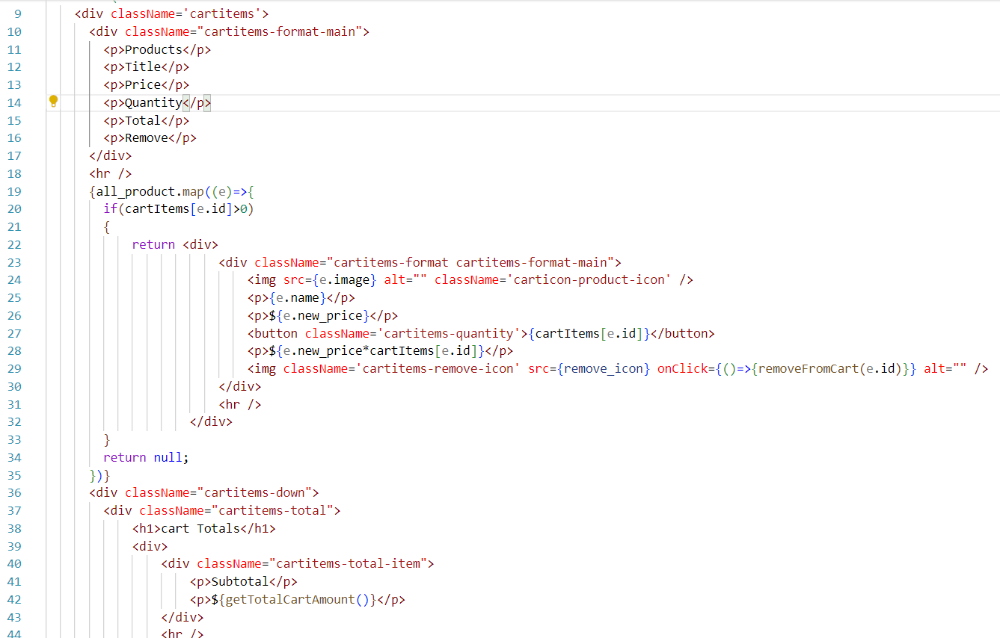 9 <div className='cartitems'>
10 <div className="cartitems-format-main">
11 <p>Products</p>
12 <p>Title</p>
13 <p>Price</p>
14 <p>Quantity</p>
15 <p>Total</p>
16 <p>Remove</p>
17 </div>
18 <hr />
19 {all_product.map((e)=>{
20 if(cartItems[e.id]>0)
21 {
22 return <div>
23 <div className="cartitems-format cartitems-format-main">
24 <img src={e.image} alt="" className='carticon-product-icon' />
25 <p>{e.name}</p>
26 <p>${e.new_price}</p>
27 <button className='cartitems-quantity'>{cartItems[e.id]}</button>
28 <p>${e.new_price*cartItems[e.id]}</p>
29 <img className='cartitems-remove-icon' src={remove_icon} onClick={()=>{removeFromCart(e.id)}} alt="" />
30 </div>
31 <hr />
32 </div>
33 }
34 return null;
35 })}
36 <div className="cartitems-down">
37 <div className="cartitems-total">
38 <h1>cart Totals</h1>
39 <div>
40 <div className="cartitems-total-item">
41 <p>Subtotal</p>
42 <p>${getTotalCartAmount()}</p>
43 </div>
44 <hr />